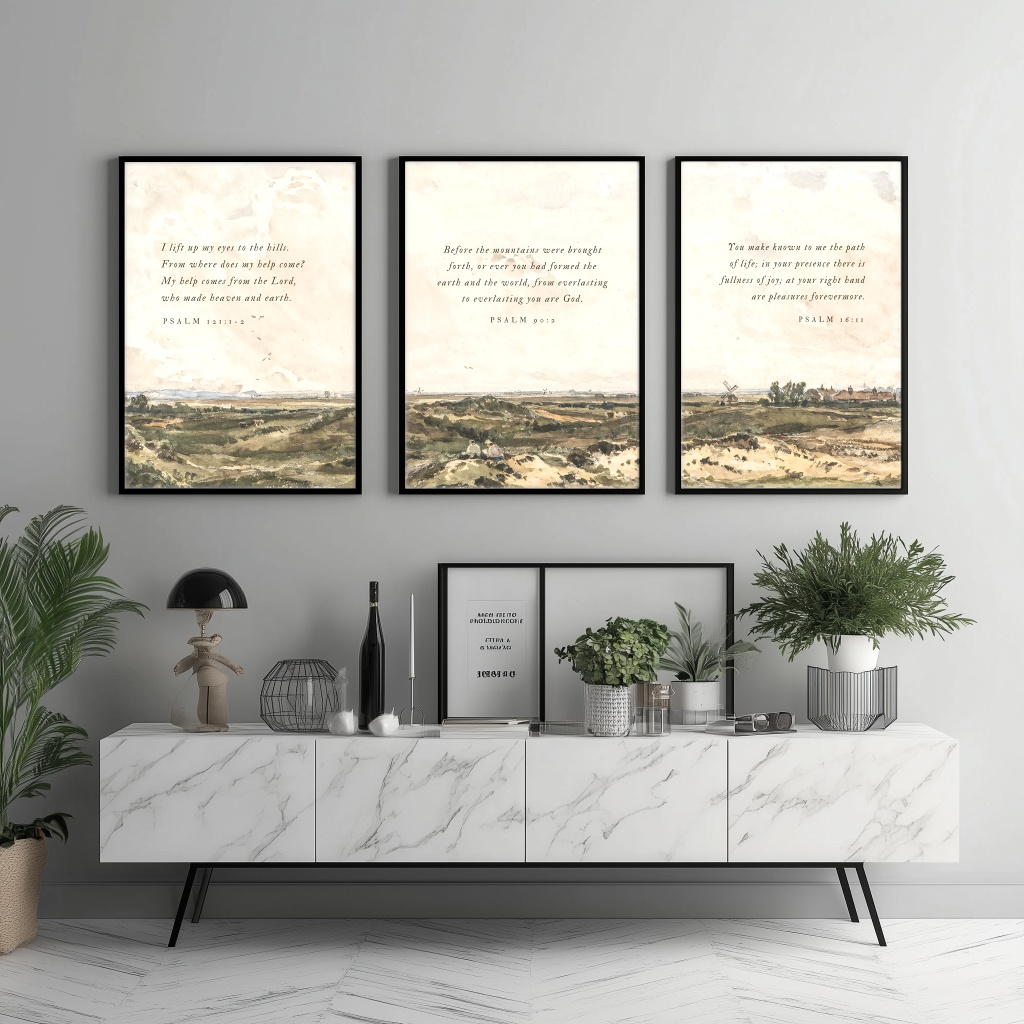 I lift up my eyes to the hills.
From where does my help come?
My help comes from the Lord,
who made heaven and earth.
PSALM 121:1-2
Before the mountains were brought
forth, or ever you had formed the
earth and the world, from everlasting
to everlasting you are God.
PSALM 90:2
You make known to me the path
of life; in your presence there is
fullness of joy; at your right hand
are pleasures forevermore.
PSALM 16:11